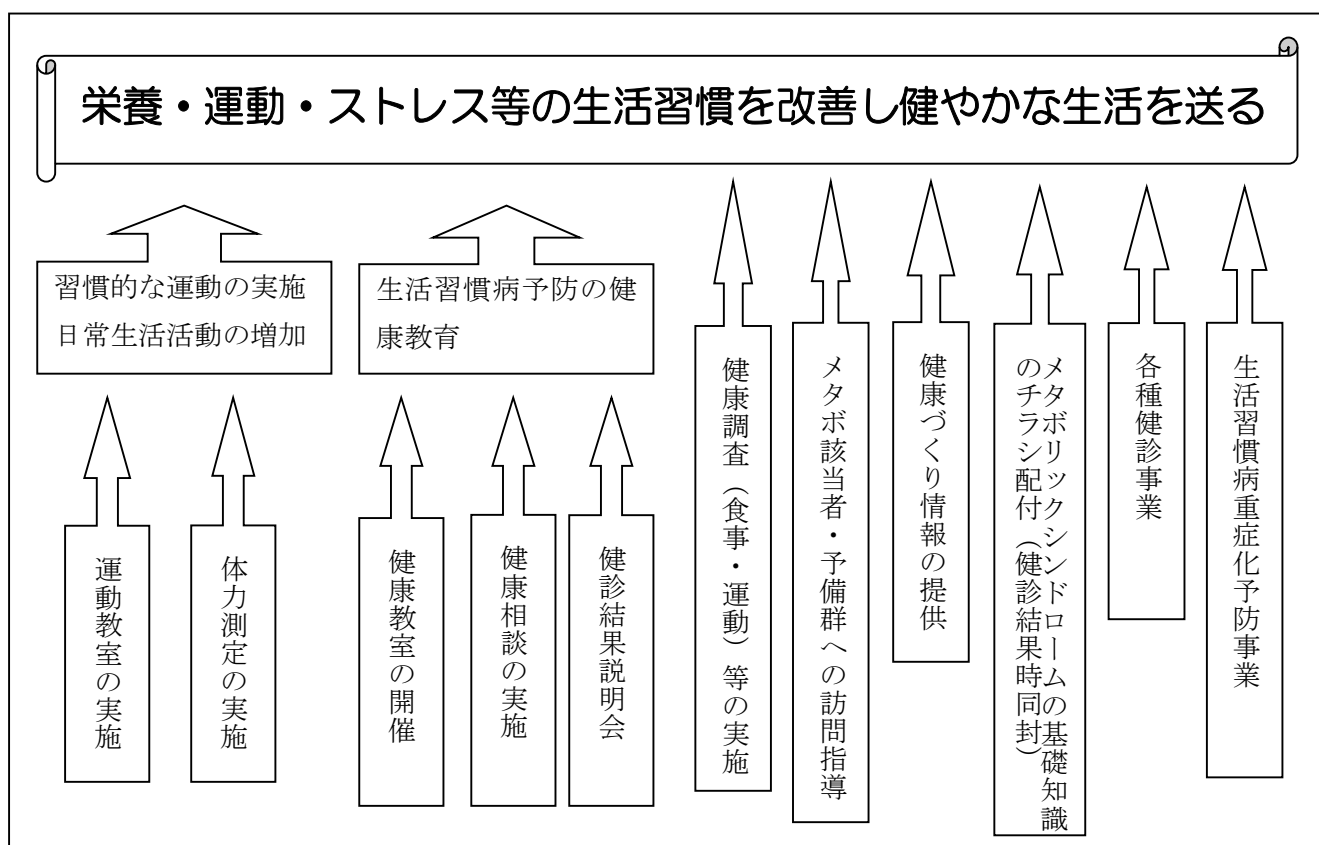 栄養・運動・ストレス等の生活習慣を改善し健やかな生活を送る
習慣的な運動の実施
日常生活活動の増加
生活習慣病予防の健
康教育
運動教室の実施
体力測定の実施
健康教室の開催
健康相談の実施
健診結果説明会
健康調査（食事・運動）等の実施
メタボ該当者・予備群への訪問指導
健康づくり情報の提供
メタボリックシンドロームの基礎知識
のチラシ配付（健診結果時同封）
各種健診事業
生活習慣病重症化予防事業